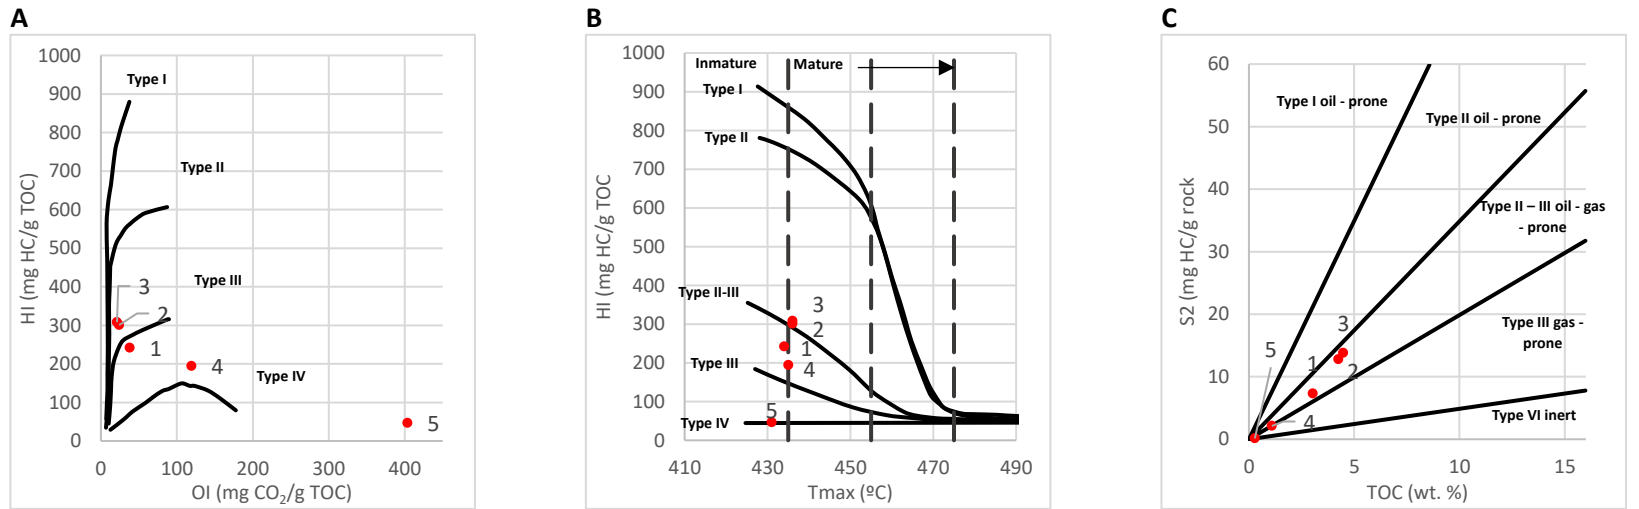 A
1000
900
800
700
600
500
400
300
200
100
0
0 100 200 300 400
HI (mg HC/g TOC)
OI (mg CO₂/g TOC)
Type I
Type II
Type III
Type IV
3
2
1
4
5
B
1000
900
800
700
600
500
400
300
200
100
0
410 430 450 470 490
HI (mg HC/g TOC
Tmax (ºC)
Inmature
Mature
Type I
Type II
Type II-III
Type III
Type IV
3
2
1
4
5
C
60
50
40
30
20
10
0
0 5 10 15
S2 (mg HC/g rock
TOC (wt. %)
Type I oil - prone
Type II oil - prone
Type II – III oil - gas
- prone
Type III gas -
prone
Type VI inert
3
5
1
2
4